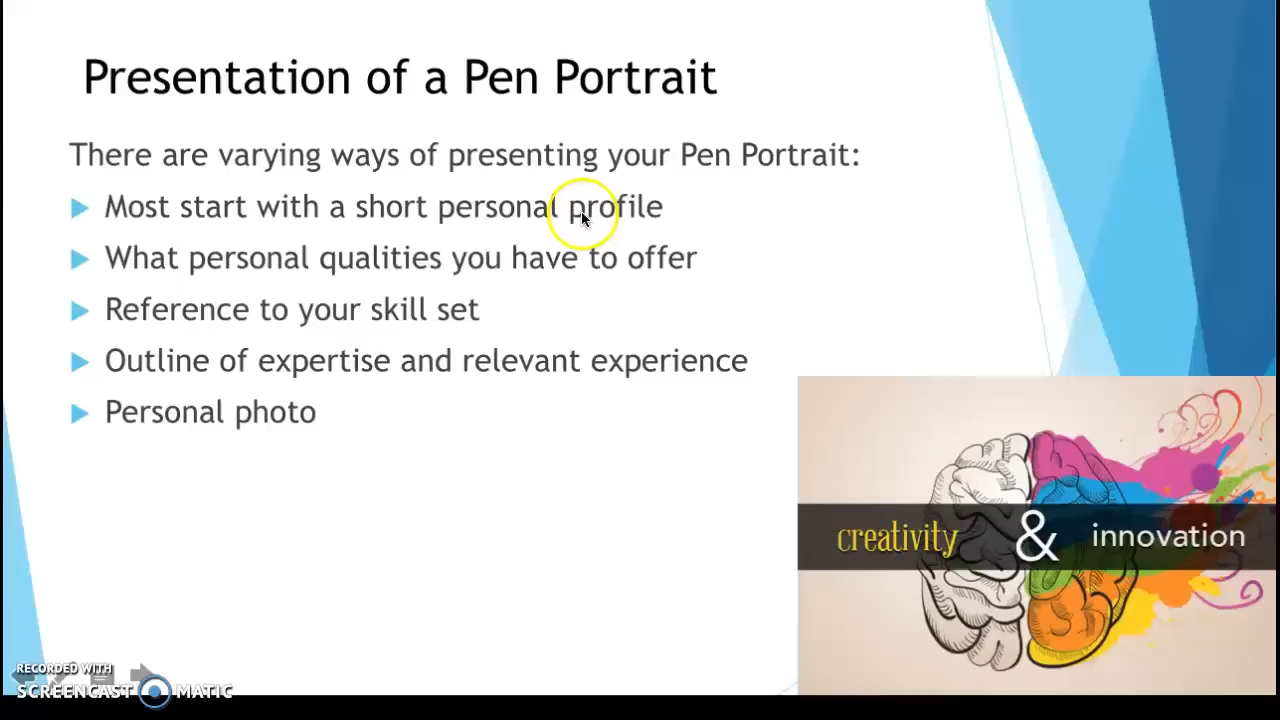 Presentation of a Pen Portrait
There are varying ways of presenting your Pen Portrait:
Most start with a short personal profile
What personal qualities you have to offer
Reference to your skill set
Outline of expertise and relevant experience
Personal photo
creativity & innovation
RECORDED WITH
SCREENCAST MATIC